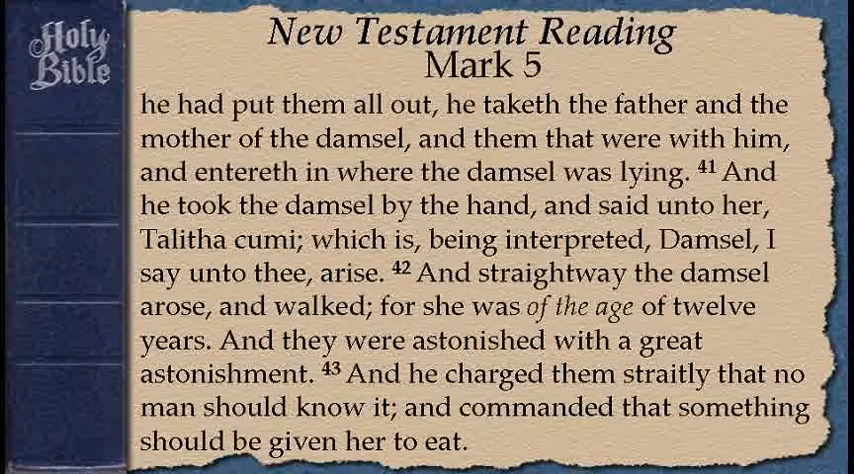 Holy
Bible
New Testament Reading
Mark 5
he had put them all out, he taketh the father and the
mother of the damsel, and them that were with him,
and entereth in where the damsel was lying. 41 And
he took the damsel by the hand, and said unto her,
Talitha cumi; which is, being interpreted, Damsel, I
say unto thee, arise. 42 And straightway the damsel
arose, and walked; for she was of the age of twelve
years. And they were astonished with a great
astonishment. 43 And he charged them straitly that no
man should know it; and commanded that something
should be given her to eat.